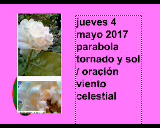 jueves 4
mayo 2017
parabola
tornado y sol
/ oración
viento
celestial